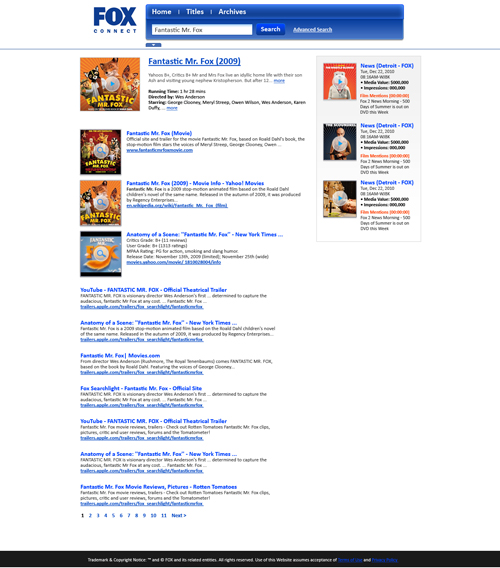 FOX
CONNECT
Home | Titles | Archives
Fantastic Mr. Fox
Search
Advanced Search
Fantastic Mr. Fox (2009)
Yahoos B+, Critics B+ Mr and Mrs Fox live an idyllic home life with their son
Ash and visiting young nephew Kristopherson. But after 12... more
Running Time: 1 hr 28 mins
Directed by: Wes Anderson
Starring: George Clooney, Meryl Streep, Owen Wilson, Wes Anderson, Karen
Duffy, ... more
Fantastic Mr. Fox (Movie)
Official site and trailer for the movie Fantastic Mr. Fox, based on Roald Dahl's book, the
stop-motion film stars the voices of Meryl Streep, George Clooney, Owen ...
www.fantasticmrfoxmovie.com
Fantastic Mr. Fox (2009) - Movie Info - Yahoo! Movies
Fantastic Mr. Fox is a 2009 stop-motion animated film based on the Roald Dahl
children's novel of the same name. Released in the autumn of 2009, it was produced
by Regency Enterprises...
en.wikipedia.org/wiki/Fantastic_Mr._Fox_(film)
Anatomy of a Scene: "Fantastic Mr. Fox" - New York Times ...
Critics Grade: B+ (11 reviews)
User Grade: B+ (1313 ratings)
MPAA Rating: PG for action, smoking and slang humor.
Release Date: November 13th, 2009 (limited); November 25th (wide)
movies.yahoo.com/movie/ 1810028004/info
YouTube - FANTASTIC MR. FOX - Official Theatrical Trailer
FANTASTIC MR. FOX is visionary director Wes Anderson's first ... determined to capture the
audacious, fantastic Mr Fox at any cost. ... Fantastic Mr. Fox ...
trailers.apple.com/trailers/fox_searchlight/fantasticmrfox
Anatomy of a Scene: "Fantastic Mr. Fox" - New York Times ...
Fantastic Mr. Fox is a 2009 stop-motion animated film based on the Roald Dahl children's novel
of the same name. Released in the autumn of 2009, it was produced by Regency Enterprises...
trailers.apple.com/trailers/fox_searchlight/fantasticmrfox
Fantastic Mr. Fox| Movies.com
From director Wes Anderson (Rushmore, The Royal Tenenbaums) comes FANTASTIC MR. FOX,
based on the book by Roald Dahl. Featuring the voices of George Clooney...
trailers.apple.com/trailers/fox_searchlight/fantasticmrfox
Fox Searchlight - Fantastic Mr. Fox - Official Site
FANTASTIC MR. FOX is visionary director Wes Anderson's first ... determined to capture the
audacious, fantastic Mr Fox at any cost. ... Fantastic Mr. Fox ...
trailers.apple.com/trailers/fox_searchlight/fantasticmrfox
YouTube - FANTASTIC MR. FOX - Official Theatrical Trailer
Fantastic Mr. Fox movie reviews, trailers - Check out Rotten Tomatoes Fantastic Mr. Fox clips,
pictures, critic and user reviews, forums and the Tomatometer!
trailers.apple.com/trailers/fox_searchlight/fantasticmrfox
Anatomy of a Scene: "Fantastic Mr. Fox" - New York Times ...
FANTASTIC MR. FOX is visionary director Wes Anderson's first ... determined to capture the
audacious, fantastic Mr Fox at any cost. ... Fantastic Mr. Fox ...
trailers.apple.com/trailers/fox_searchlight/fantasticmrfox
Fantastic Mr. Fox Movie Reviews, Pictures - Rotten Tomatoes
Fantastic Mr. Fox movie reviews, trailers - Check out Rotten Tomatoes Fantastic Mr. Fox clips,
pictures, critic and user reviews, forums and the Tomatometer!
trailers.apple.com/trailers/fox_searchlight/fantasticmrfox
1 2 3 4 5 6 7 8 9 10 11 Next >
News (Detroit - FOX)
Tue, Dec 22, 2010
08:16AM-WJBK
• Media Value: 5000,000
• Impressions: 800,000
Film Mentions [00:00:00]
Fox 2 News Morning - 500
Days of Summer is out on
DVD this Week
News (Detroit - FOX)
Tue, Dec 22, 2010
08:16AM-WJBK
• Media Value: 5000,000
• Impressions: 800,000
Film Mentions [00:00:00]
Fox 2 News Morning - 500
Days of Summer is out on
DVD this Week
News (Detroit - FOX)
Tue, Dec 22, 2010
08:16AM-WJBK
• Media Value: 5000,000
• Impressions: 800,000
Film Mentions [00:00:00]
Fox 2 News Morning - 500
Days of Summer is out on
DVD this Week
FANTASTIC
MR. FOX
FANTASTIC
MR. FOX
Trademark & Copyright Notice: ™ and © FOX and its related entities. All rights reserved. Use of this Website assumes acceptance of Terms of Use and Privacy Policy.